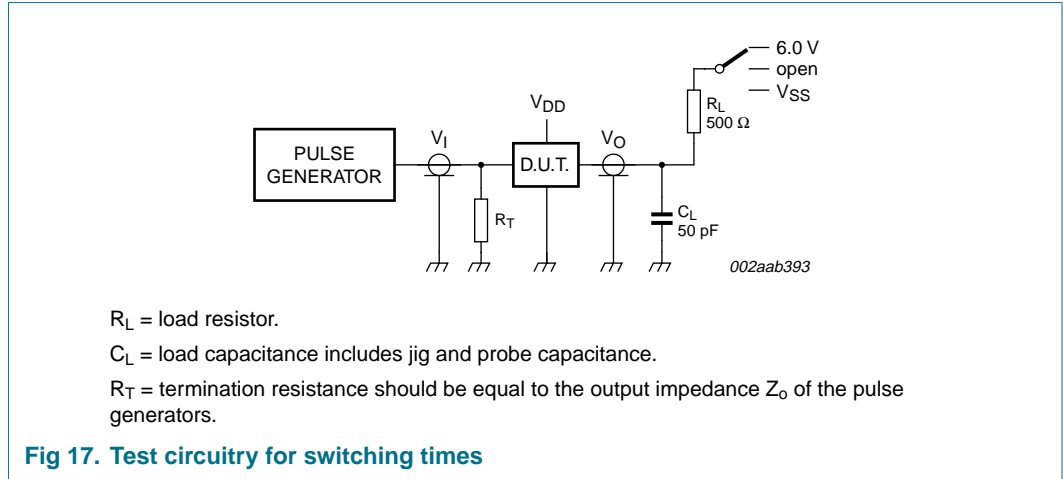 6.0 V
open
VSS
RL
500 Ω
VDD
VI
VO
PULSE
GENERATOR
D.U.T.
RT
CL
50 pF
002aab393
RL = load resistor.
CL = load capacitance includes jig and probe capacitance.
RT = termination resistance should be equal to the output impedance Zo of the pulse
generators.
Fig 17. Test circuitry for switching times